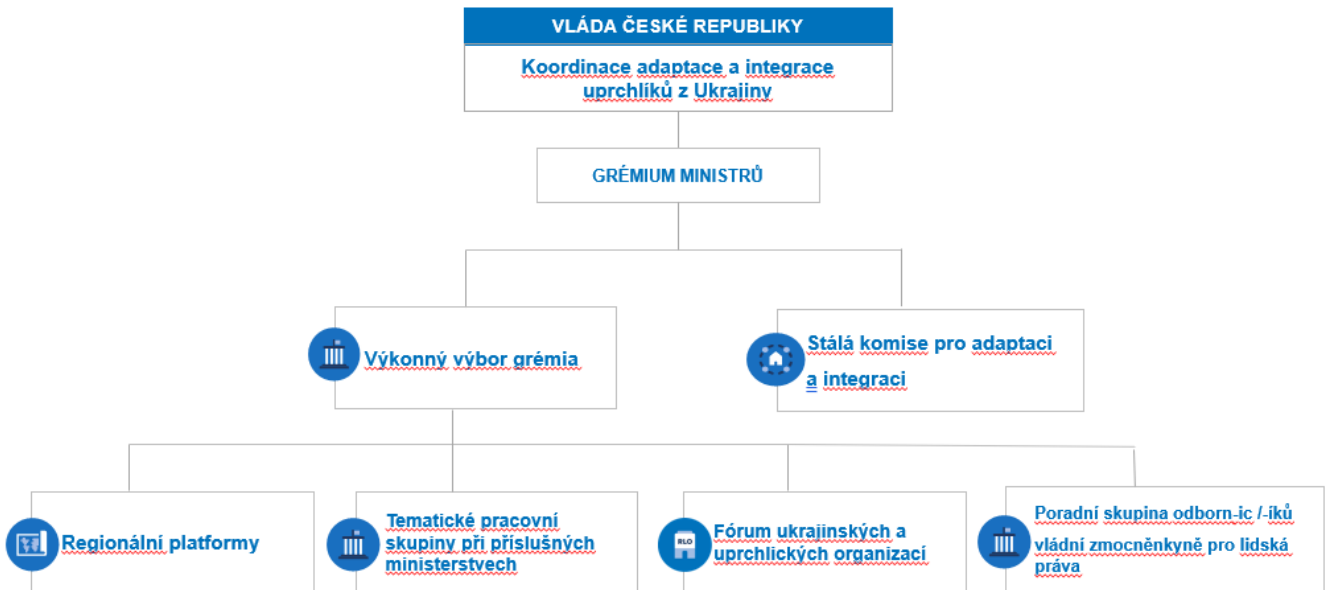 VLÁDA ČESKÉ REPUBLIKY
Koordinace adaptace a integrace
uprchlíků z Ukrajiny
GRÉMIUM MINISTRŮ
Výkonný výbor grémia
Stálá komise pro adaptaci
a integraci
Regionální platformy
Tematické pracovní
skupiny při příslušných
ministerstvech
RLO
Fórum ukrajinských a
uprchlických organizací
Poradní skupina odborn-ic /-íků
vládní zmocněnkyně pro lidská
práva